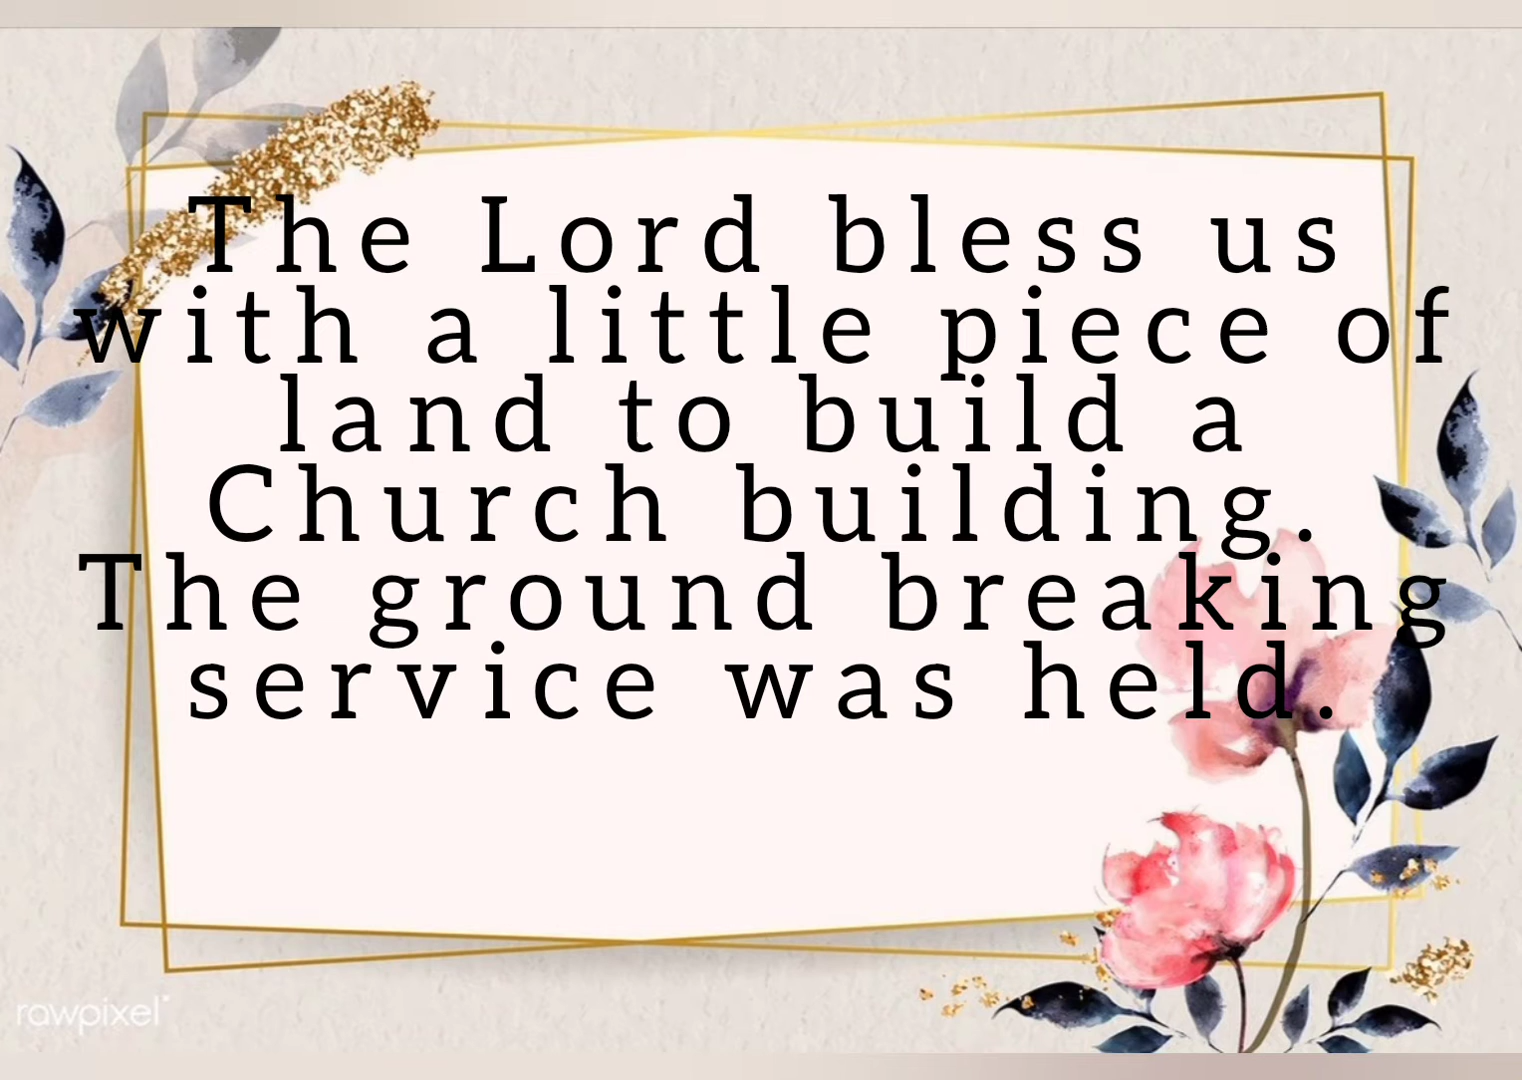 The Lord bless us
with a little piece of
land to build a
Church building.
The ground breaking
service was held.
rawpixel